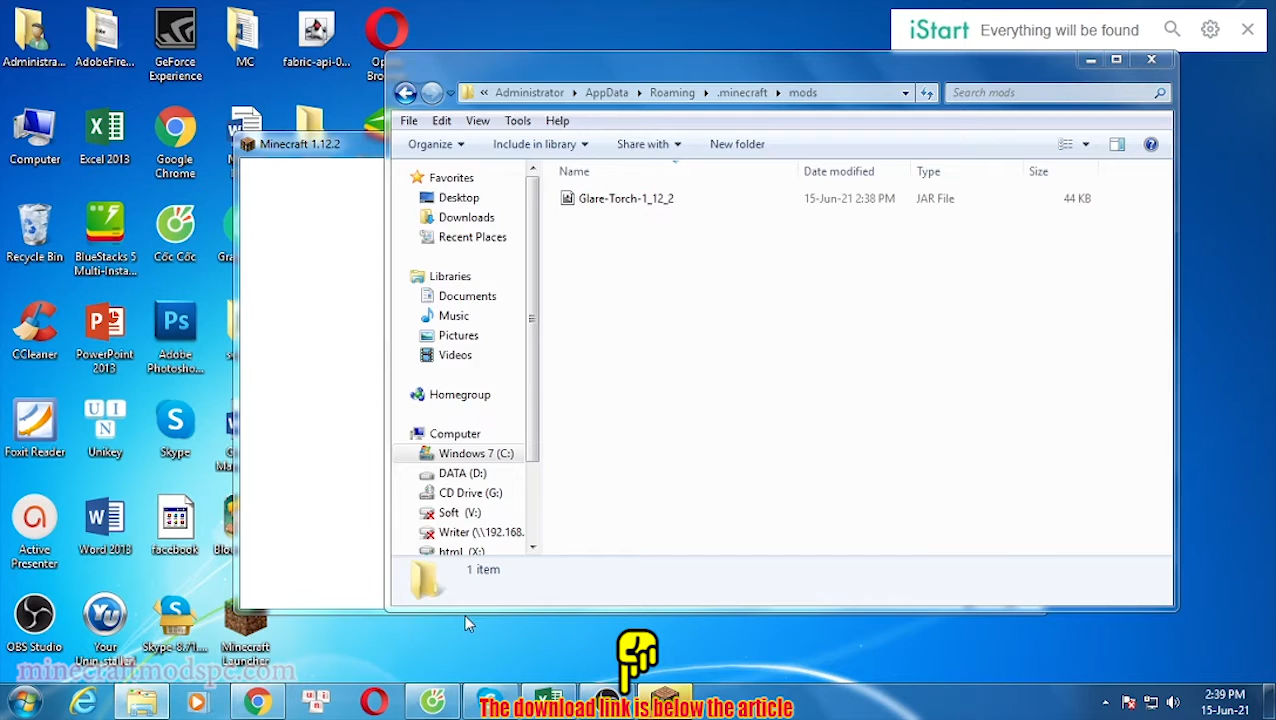 Administra...
AdobeFire...
GeForce
Experience
MC
fabric-api-0...
iStart Everything will be found
Administrator
AppData
Roaming
.minecraft
mods
Search mods
File Edit View Tools Help
Organize Include in library Share with New folder
Name Date modified Type Size
Glare-Torch-1_12_2 15-Jun-21 2:38 PM JAR File 44 KB
Favorites
Desktop
Downloads
Recent Places
Libraries
Documents
Music
Pictures
Videos
Homegroup
Computer
Windows 7 (C:)
DATA (D:)
CD Drive (G:)
Soft (V:)
Writer (\\192.168.
html (X:)
1 item
Minecraft 1.12.2
Computer
Excel 2013
Google
Chrome
Recycle Bin
BlueStacks 5
Multi-Insta...
Cốc Cốc
CCleaner
PowerPoint
2013
Adobe
Photosho...
Foxit Reader
UI
N
Unikey
Skype
Active
Presenter
Word 2013
facebook
OBS Studio
Your
Unin...staller
Skype 8.71...
Minecraft
Launcher
minecraftmodspc.com
The download link is below the article
2:39 PM
15-Jun-21